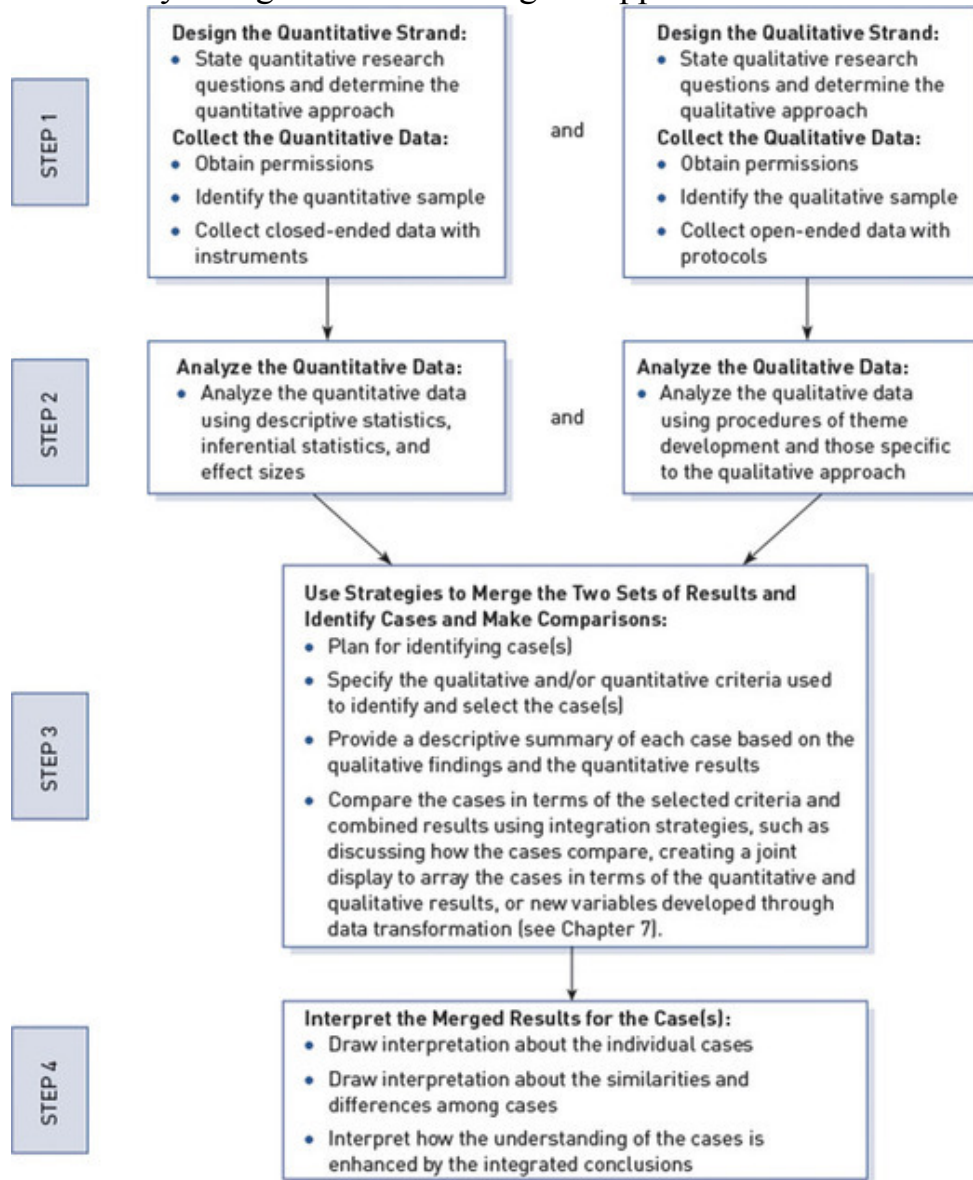 STEP 1
Design the Quantitative Strand:
• State quantitative research
questions and determine the
quantitative approach
Collect the Quantitative Data:
• Obtain permissions
• Identify the quantitative sample
• Collect closed-ended data with
instruments
and
Design the Qualitative Strand:
• State qualitative research
questions and determine the
qualitative approach
Collect the Qualitative Data:
• Obtain permissions
• Identify the qualitative sample
• Collect open-ended data with
protocols
STEP 2
Analyze the Quantitative Data:
• Analyze the quantitative data
using descriptive statistics,
inferential statistics, and
effect sizes
and
Analyze the Qualitative Data:
• Analyze the qualitative data
using procedures of theme
development and those specific
to the qualitative approach
STEP 3
Use Strategies to Merge the Two Sets of Results and
Identify Cases and Make Comparisons:
• Plan for identifying case(s)
• Specify the qualitative and/or quantitative criteria used
to identify and select the case(s)
• Provide a descriptive summary of each case based on the
qualitative findings and the quantitative results
• Compare the cases in terms of the selected criteria and
combined results using integration strategies, such as
discussing how the cases compare, creating a joint
display to array the cases in terms of the quantitative and
qualitative results, or new variables developed through
data transformation (see Chapter 7).
STEP 4
Interpret the Merged Results for the Case(s):
• Draw interpretation about the individual cases
• Draw interpretation about the similarities and
differences among cases
• Interpret how the understanding of the cases is
enhanced by the integrated conclusions